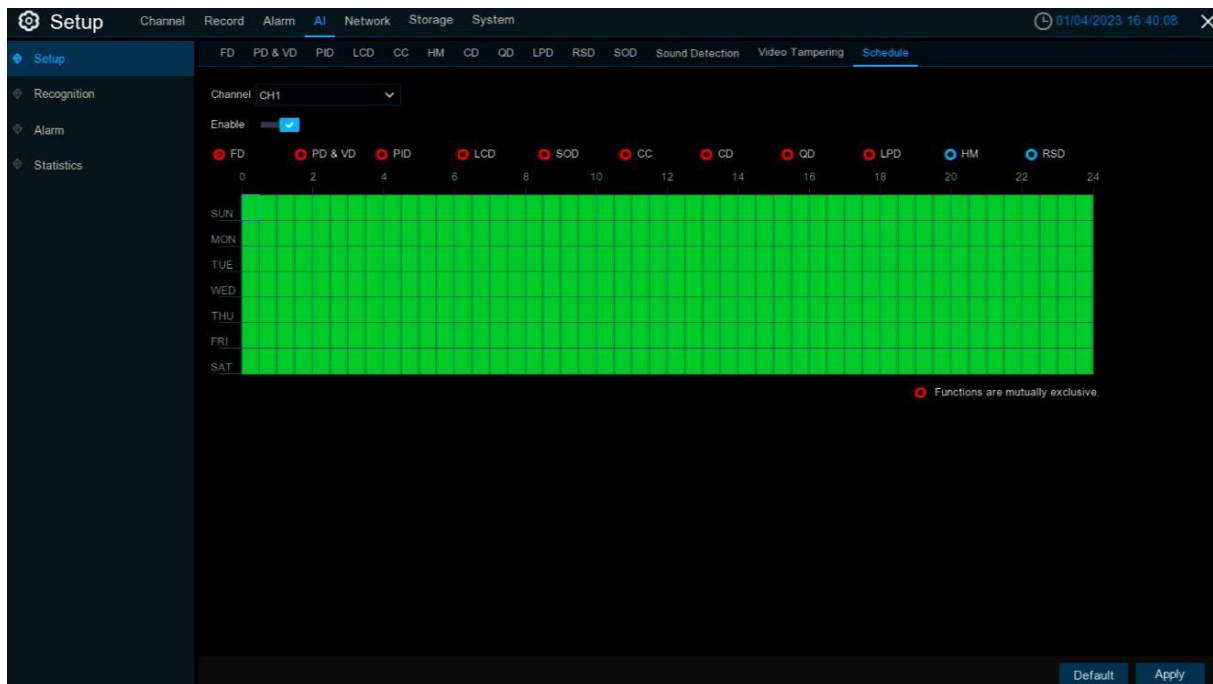 Setup Channel Record Alarm AI Network Storage System 01/04/2023 16:40:08
Setup
Recognition
Alarm
Statistics
FD PD & VD PID LCD CC HM CD QD LPD RSD SOD Sound Detection Video Tampering Schedule
Channel CH1
Enable
FD PD & VD PID LCD SOD CC CD QD LPD HM RSD
0 2 4 6 8 10 12 14 16 18 20 22 24
SUN
MON
TUE
WED
THU
FRI
SAT
Functions are mutually exclusive.
Default Apply